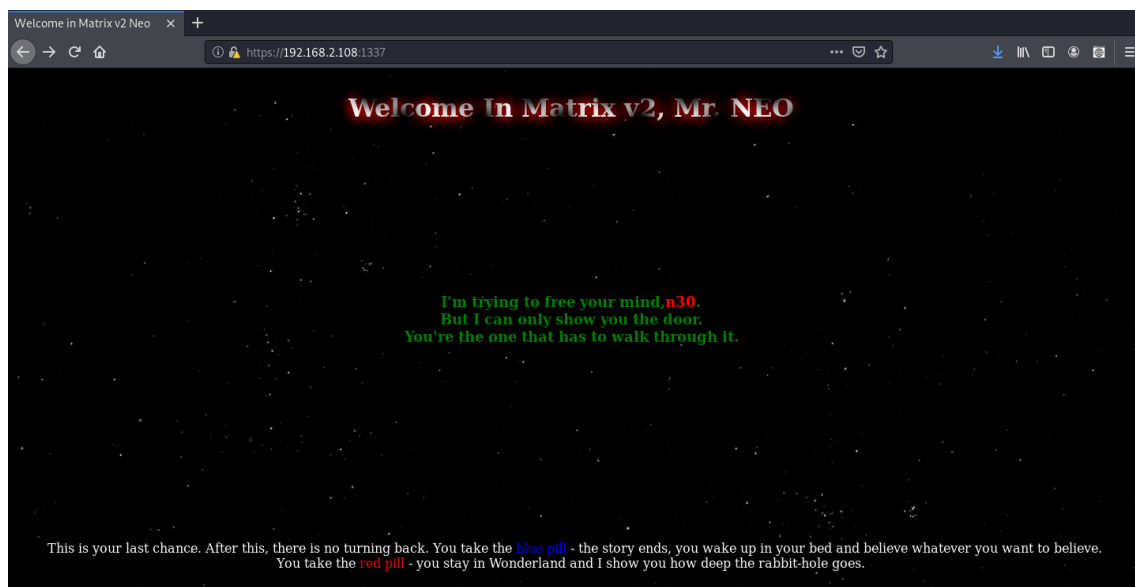 Welcome in Matrix v2 Neo
https://192.168.2.108:1337
Welcome In Matrix v2, Mr. NEO
I'm trying to free your mind,n30.
But I can only show you the door.
You're the one that has to walk through it.
This is your last chance. After this, there is no turning back. You take the blue pill - the story ends, you wake up in your bed and believe whatever you want to believe.
You take the red pill - you stay in Wonderland and I show you how deep the rabbit-hole goes.